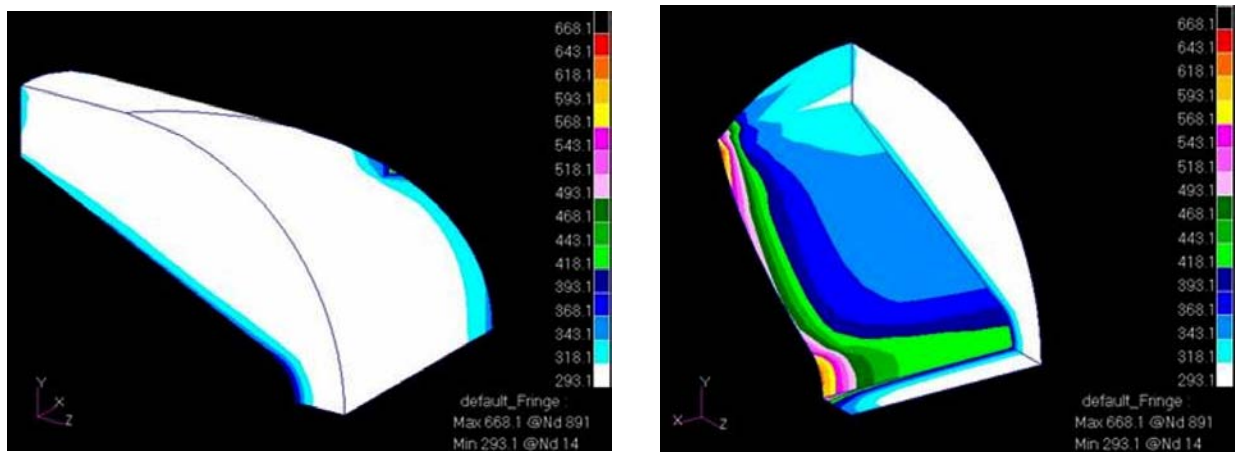 668.1
643.1
618.1
593.1
568.1
543.1
518.1
493.1
468.1
443.1
418.1
393.1
368.1
343.1
318.1
293.1
Y
X
Z
default_Fringe :
Max 668.1 @Nd 891
Min 293.1 @Nd 14
668.1
643.1
618.1
593.1
568.1
543.1
518.1
493.1
468.1
443.1
418.1
393.1
368.1
343.1
318.1
293.1
Y
X
Z
default_Fringe :
Max 668.1 @Nd 891
Min 293.1 @Nd 14